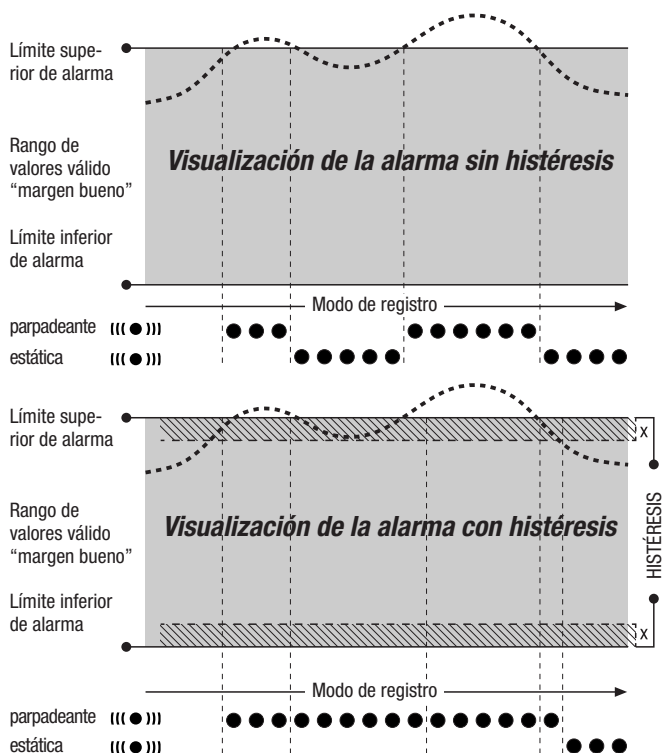 Límite supe-
rior de alarma
Rango de
valores válido
“margen bueno”
Visualización de la alarma sin histéresis
Límite inferior
de alarma
Modo de registro
parpadeante
estática
Límite supe-
rior de alarma
x
Rango de
valores válido
“margen bueno”
Visualización de la alarma con histéresis
HISTÉRESIS
Límite inferior
de alarma
x
Modo de registro
parpadeante
estática